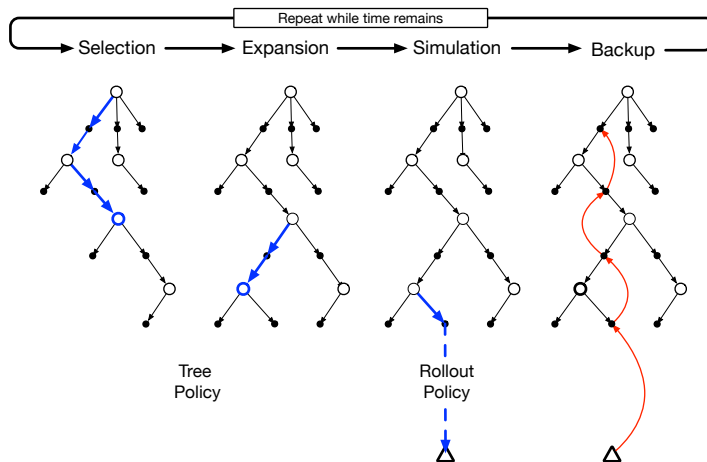 Repeat while time remains
Selection
Expansion
Simulation
Backup
Tree
Policy
Rollout
Policy